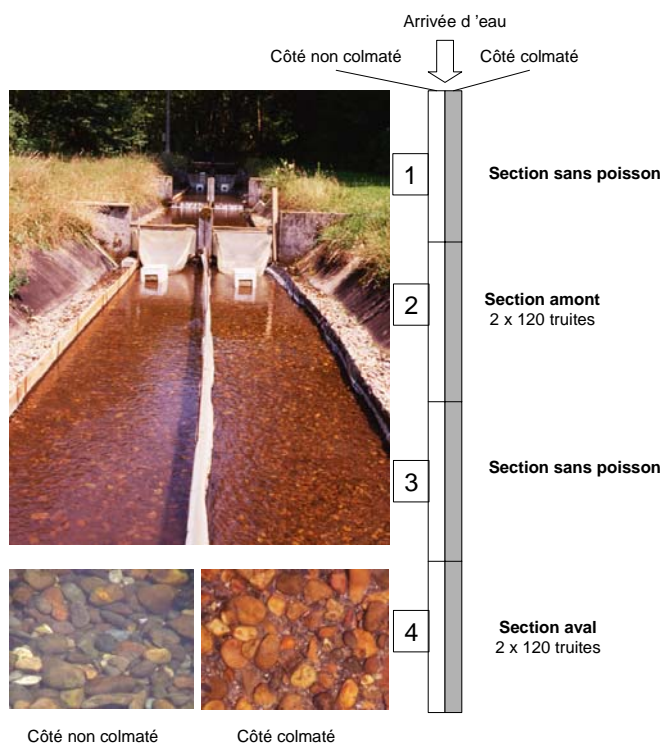 Arrivée d 'eau
Côté non colmaté
Côté colmaté
1
Section sans poisson
2
Section amont
2 x 120 truites
3
Section sans poisson
4
Section aval
2 x 120 truites
Côté non colmaté
Côté colmaté